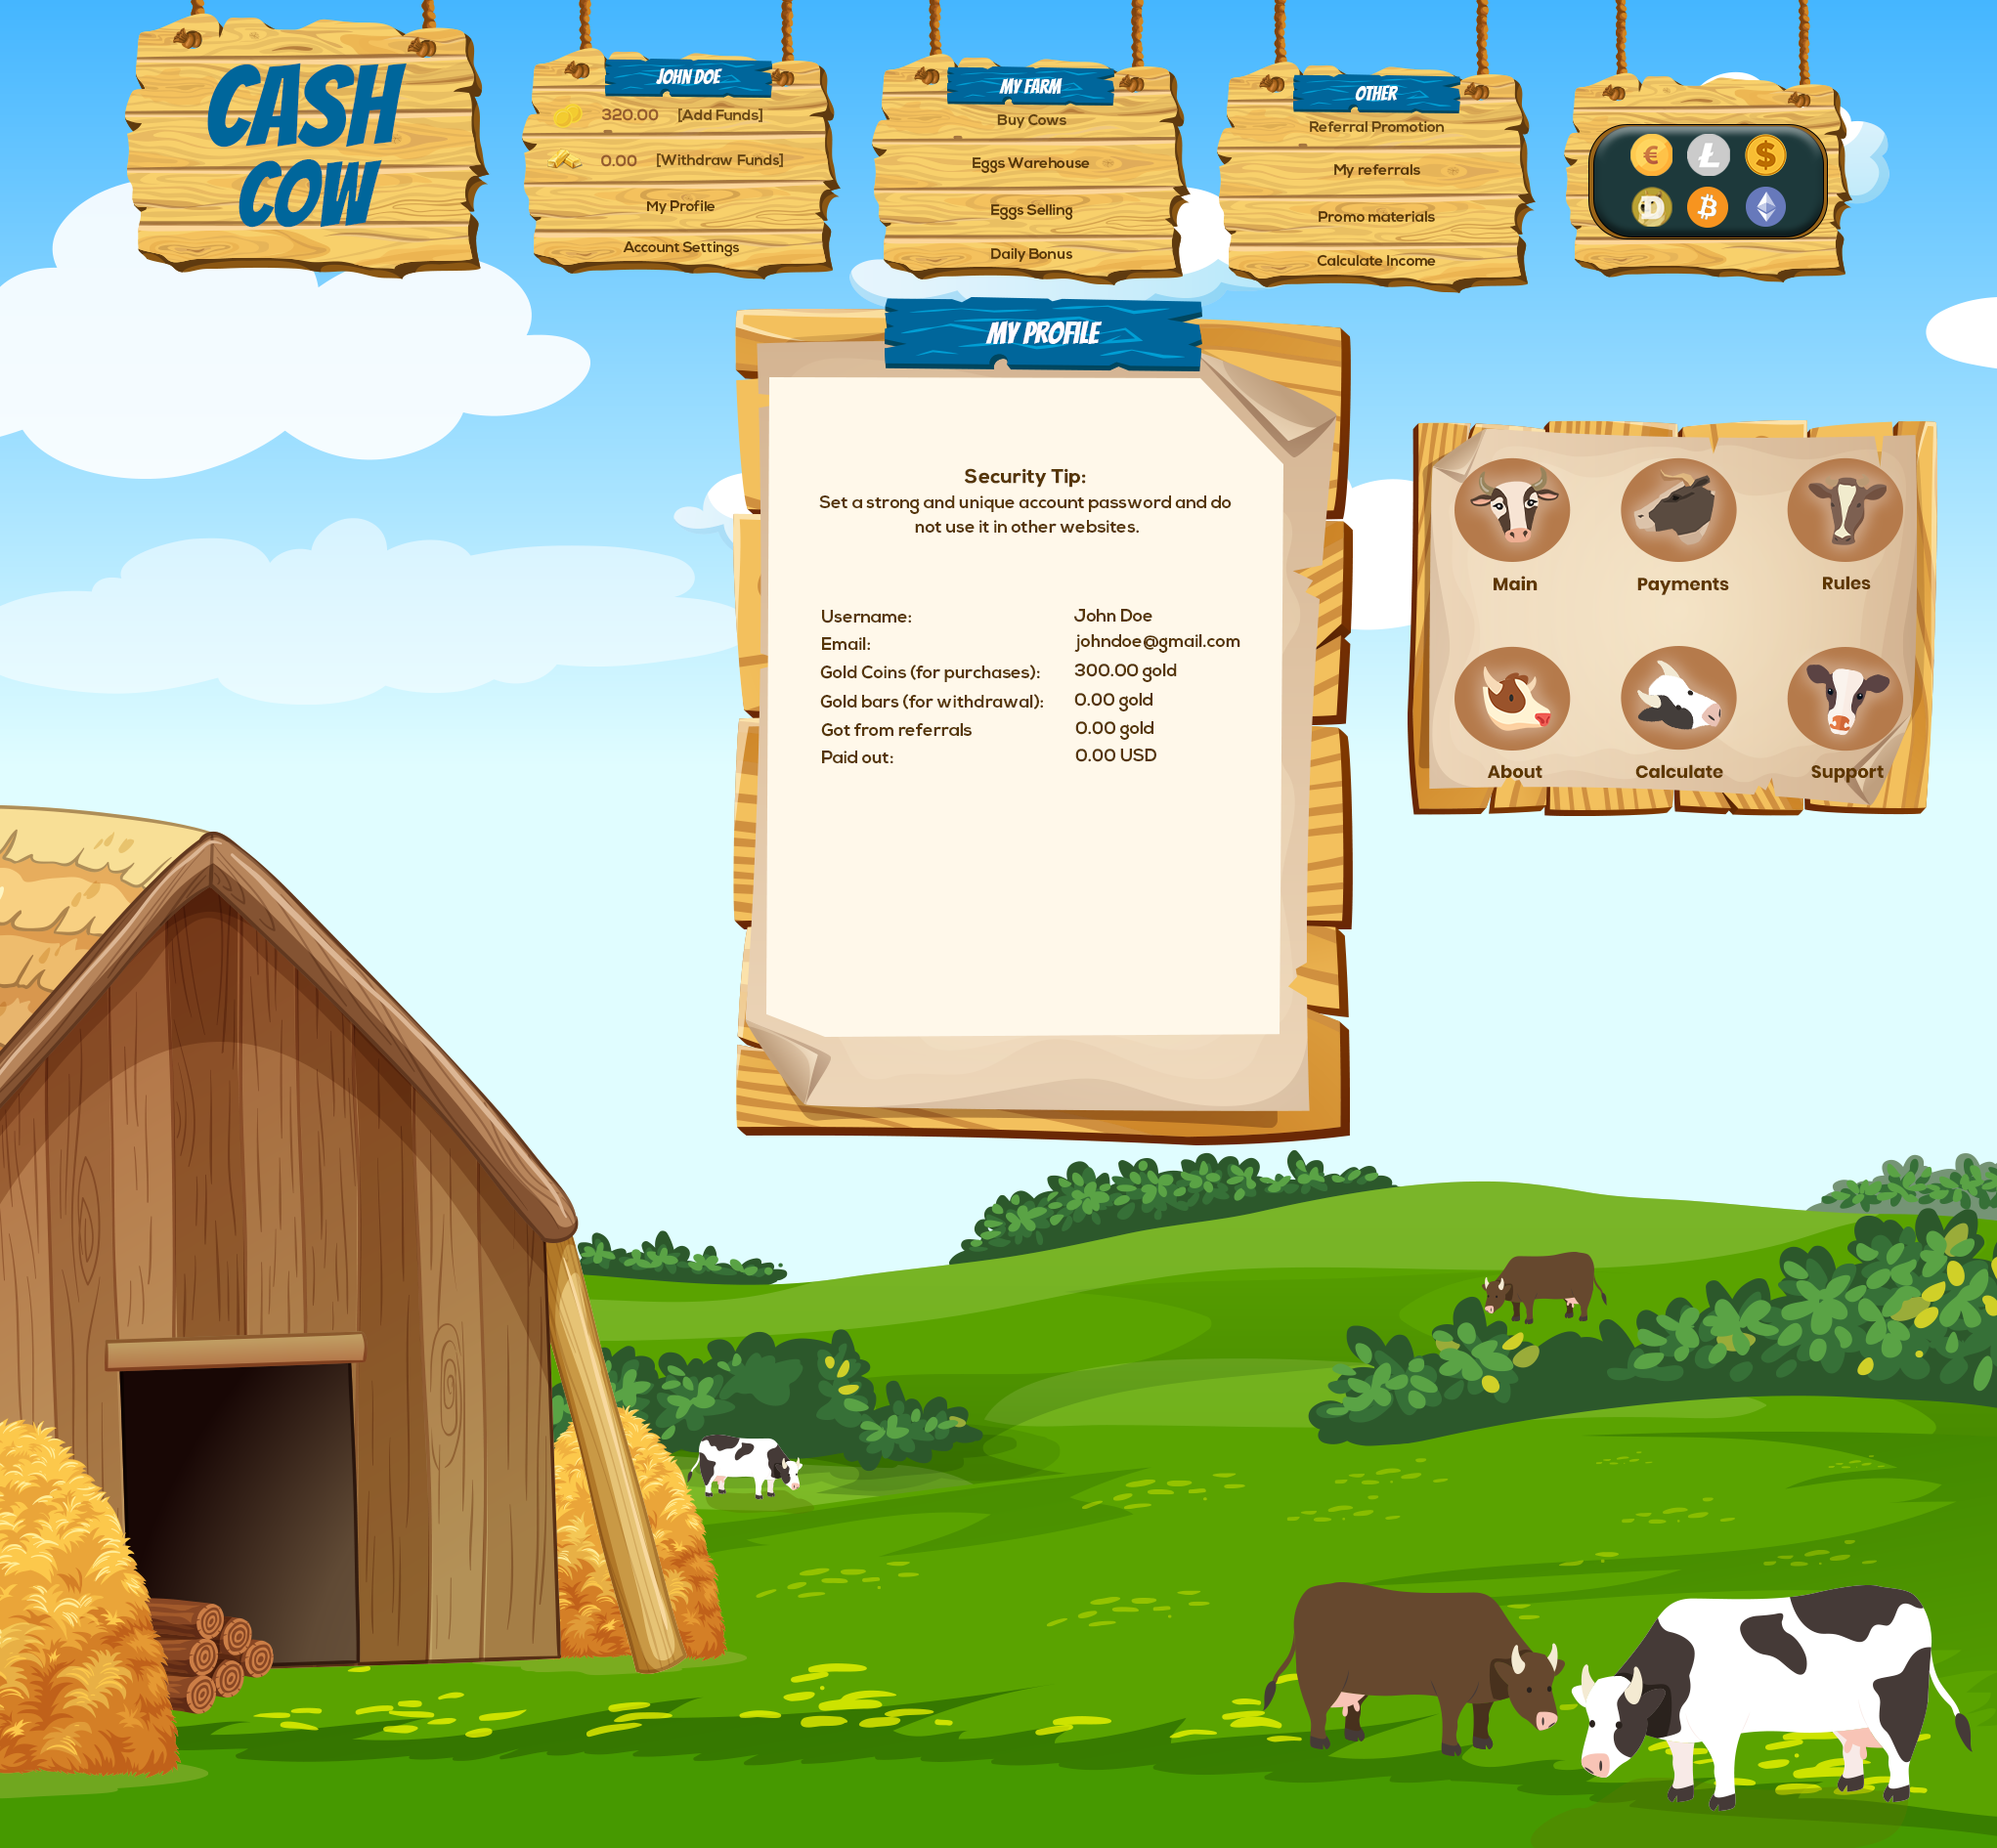 CASH
COW
JOHN DOE
320.00 [Add Funds]
0.00 [Withdraw Funds]
My Profile
Account Settings
MY FARM
Buy Cows
Eggs Warehouse
Eggs Selling
Daily Bonus
OTHER
Referral Promotion
My referrals
Promo materials
Calculate Income
MY PROFILE
Security Tip:
Set a strong and unique account password and do
not use it in other websites.
Username: John Doe
Email: johndoe@gmail.com
Gold Coins (for purchases): 300.00 gold
Gold bars (for withdrawal): 0.00 gold
Got from referrals 0.00 gold
Paid out: 0.00 USD
Main Payments Rules
About Calculate Support